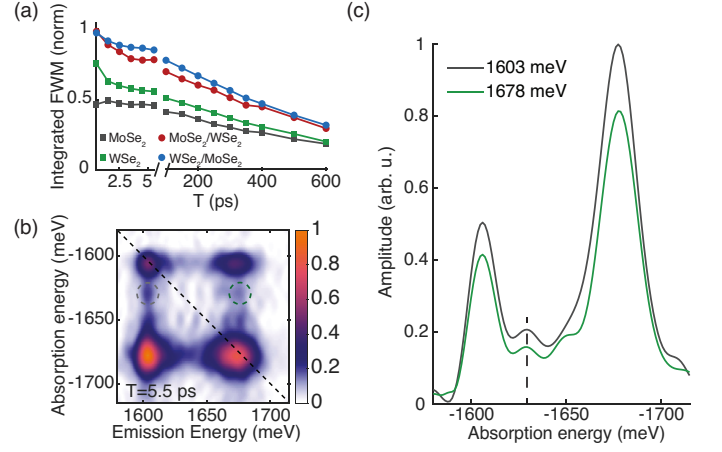 (a)
Integrated FWM (norm)
1
0.5
0
MoSe2
WSe2
MoSe2/WSe2
WSe2/MoSe2
2.5 5 200 400 600
T (ps)
(b)
Absorption energy (meV)
-1600
-1650
-1700
T=5.5 ps
1600 1650 1700
Emission Energy (meV)
1
0.8
0.6
0.4
0.2
0
(c)
Amplitude (arb. u.)
1
0.8
0.6
0.4
0.2
0
1603 meV
1678 meV
-1600 -1650 -1700
Absorption energy (meV)